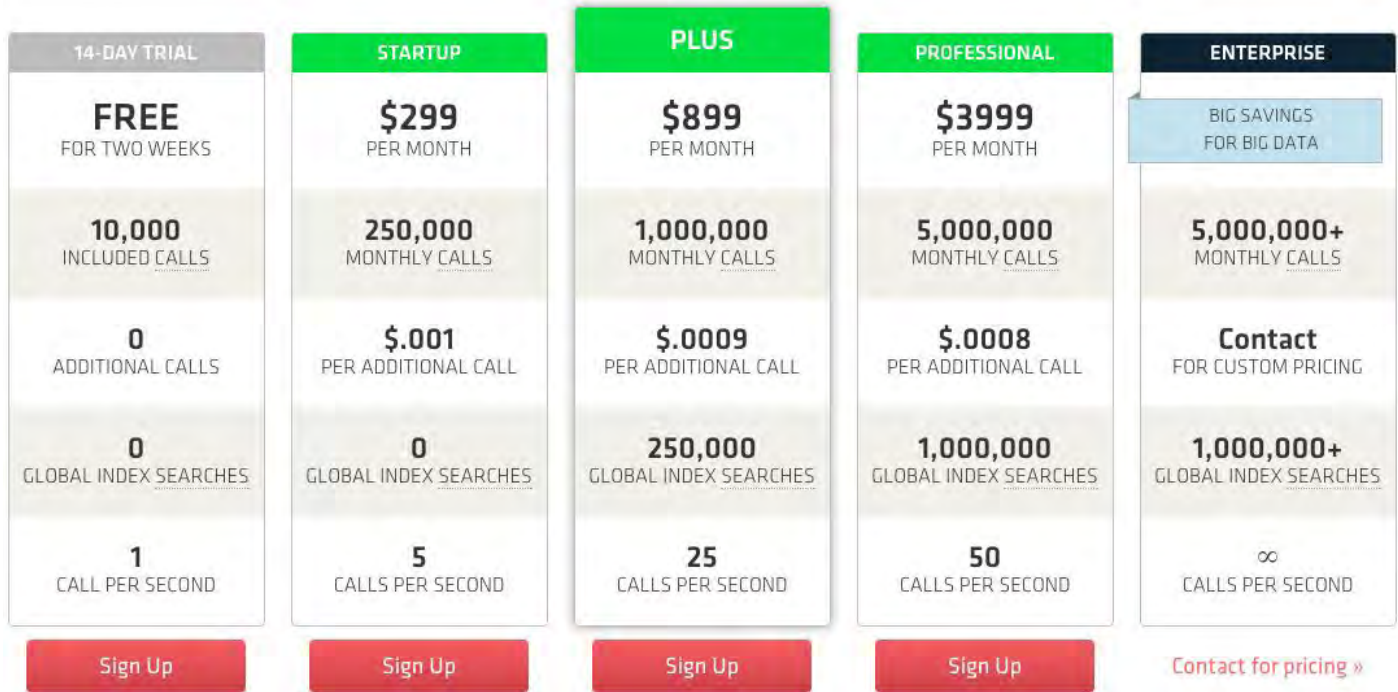 14-DAY TRIAL
FREE
FOR TWO WEEKS
10,000
INCLUDED CALLS
0
ADDITIONAL CALLS
0
GLOBAL INDEX SEARCHES
1
CALL PER SECOND
Sign Up
STARTUP
$299
PER MONTH
250,000
MONTHLY CALLS
$.001
PER ADDITIONAL CALL
0
GLOBAL INDEX SEARCHES
5
CALLS PER SECOND
Sign Up
PLUS
$899
PER MONTH
1,000,000
MONTHLY CALLS
$.0009
PER ADDITIONAL CALL
250,000
GLOBAL INDEX SEARCHES
25
CALLS PER SECOND
Sign Up
PROFESSIONAL
$3999
PER MONTH
5,000,000
MONTHLY CALLS
$.0008
PER ADDITIONAL CALL
1,000,000
GLOBAL INDEX SEARCHES
50
CALLS PER SECOND
Sign Up
ENTERPRISE
BIG SAVINGS
FOR BIG DATA
5,000,000+
MONTHLY CALLS
Contact
FOR CUSTOM PRICING
1,000,000+
GLOBAL INDEX SEARCHES
∞
CALLS PER SECOND
Contact for pricing »